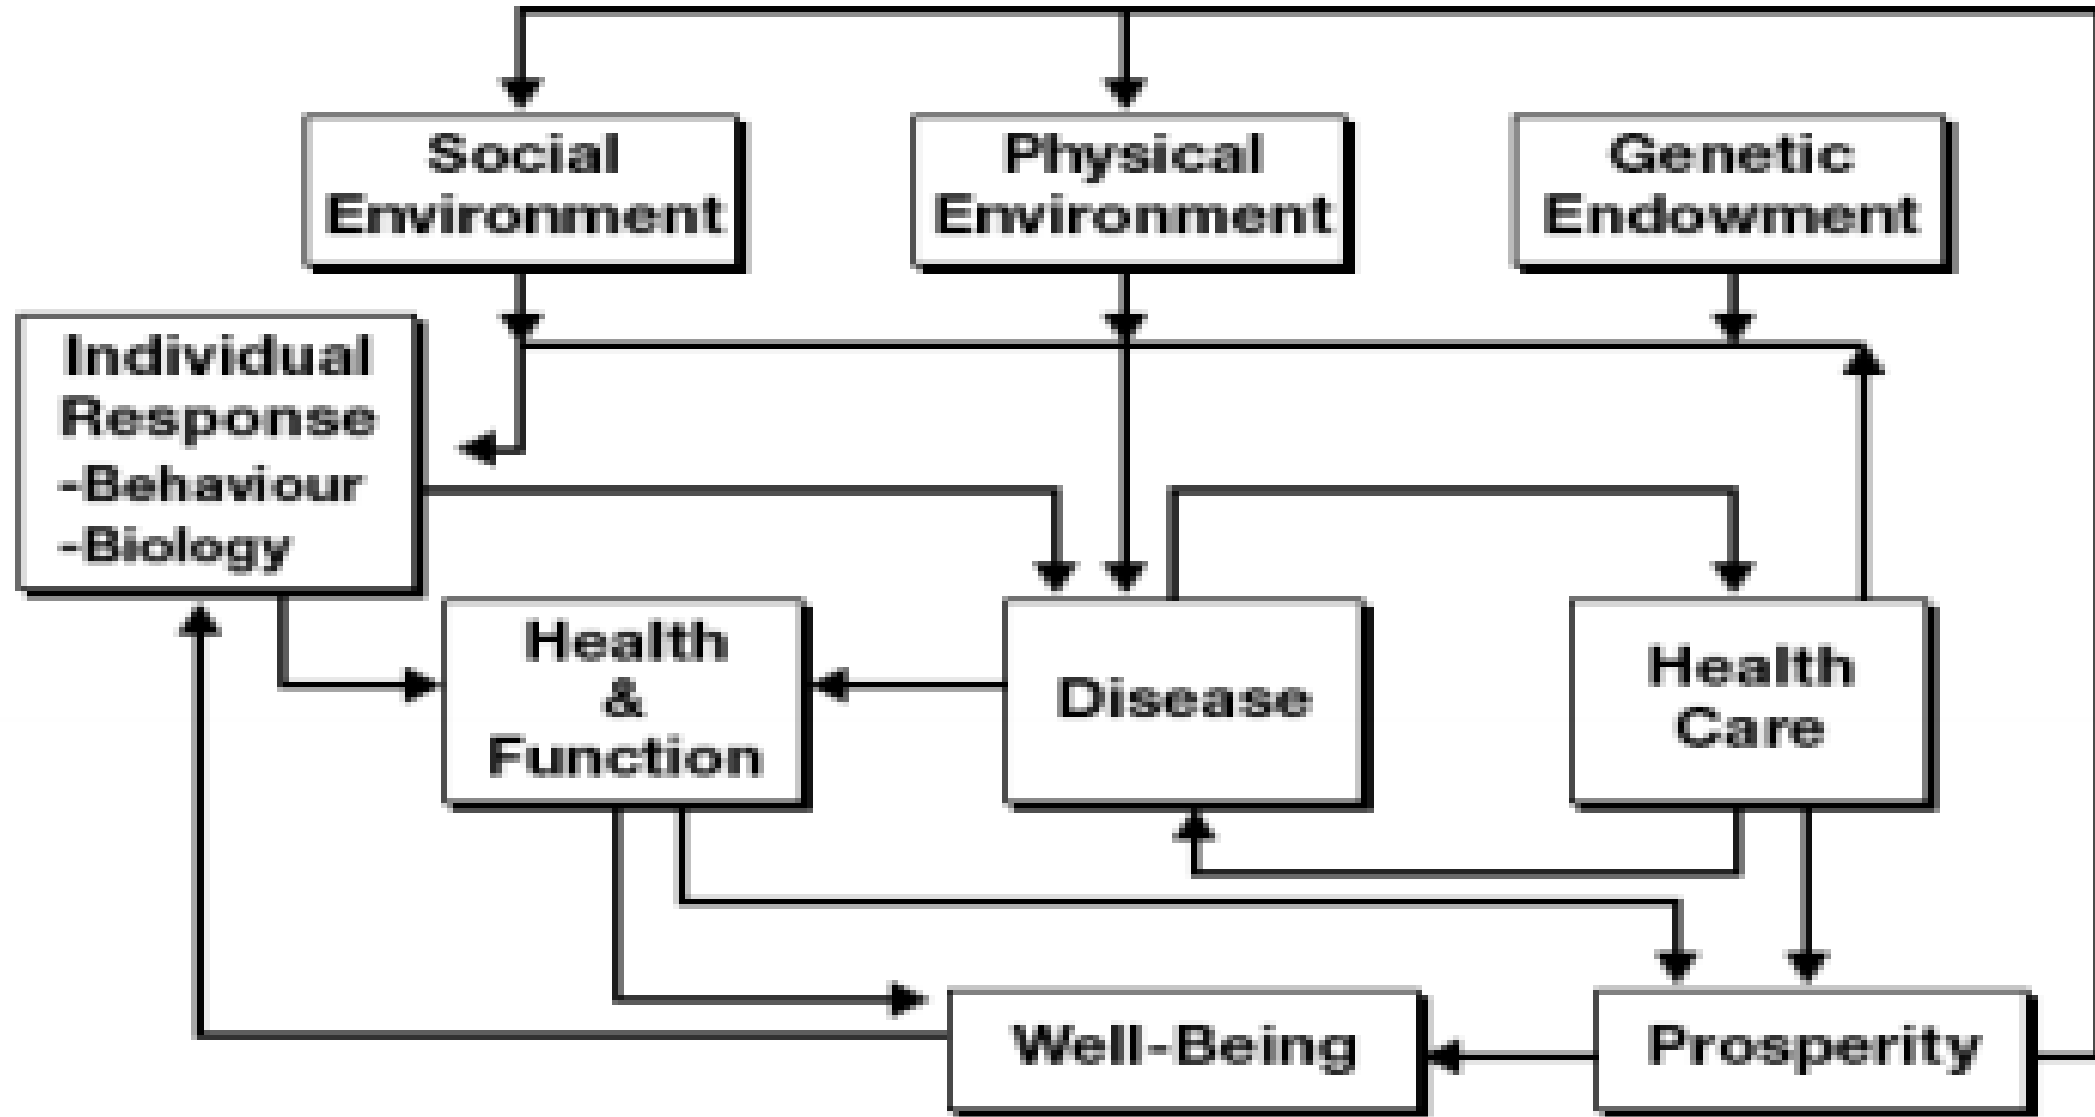 Social
Environment
Physical
Environment
Genetic
Endowment
Individual
Response
-Behaviour
-Biology
Health
&
Function
Disease
Health
Care
Well-Being
Prosperity